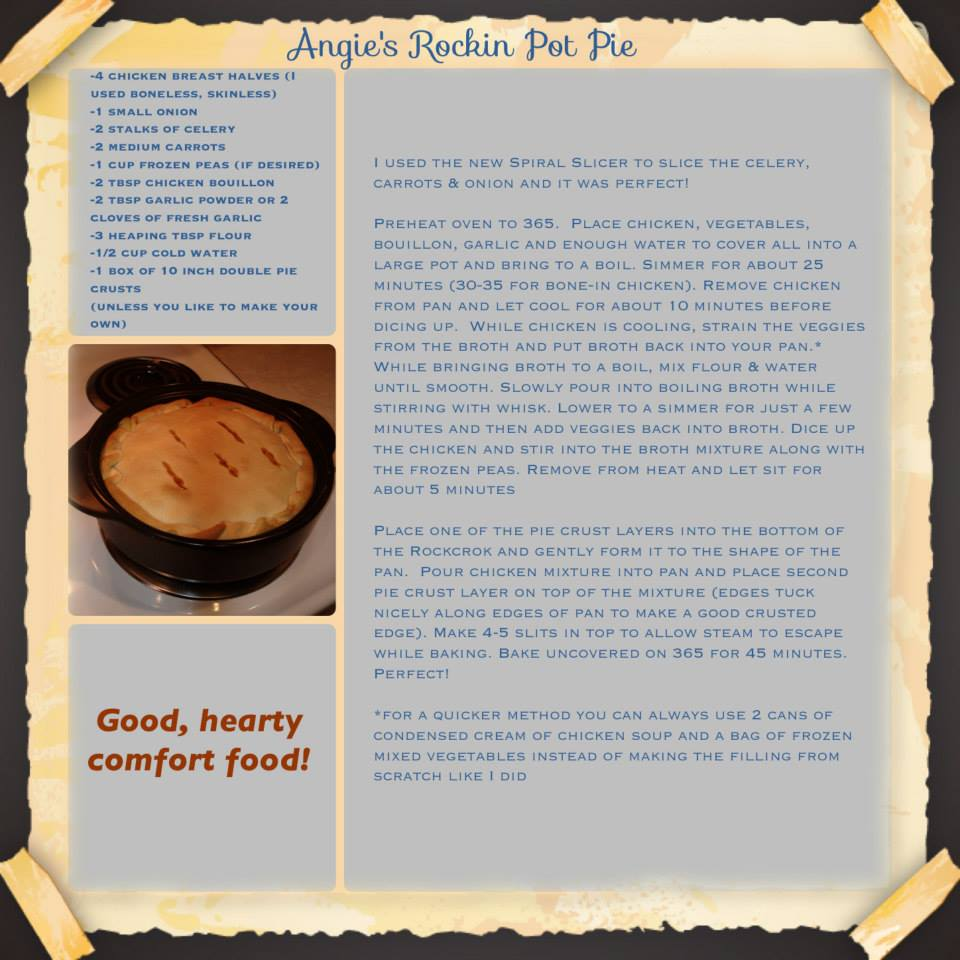 Angie's Rockin Pot Pie
-4 CHICKEN BREAST HALVES (I
USED BONELESS, SKINLESS)
-1 SMALL ONION
-2 STALKS OF CELERY
-2 MEDIUM CARROTS
-1 CUP FROZEN PEAS (IF DESIRED)
-2 TBSP CHICKEN BOUILLON
-2 TBSP GARLIC POWDER OR 2
CLOVES OF FRESH GARLIC
-3 HEAPING TBSP FLOUR
-1/2 CUP COLD WATER
-1 BOX OF 10 INCH DOUBLE PIE
CRUSTS
(UNLESS YOU LIKE TO MAKE YOUR
OWN)
Good, hearty
comfort food!
I USED THE NEW SPIRAL SLICER TO SLICE THE CELERY,
CARROTS & ONION AND IT WAS PERFECT!
PREHEAT OVEN TO 365. PLACE CHICKEN, VEGETABLES,
BOUILLON, GARLIC AND ENOUGH WATER TO COVER ALL INTO A
LARGE POT AND BRING TO A BOIL. SIMMER FOR ABOUT 25
MINUTES (30-35 FOR BONE-IN CHICKEN). REMOVE CHICKEN
FROM PAN AND LET COOL FOR ABOUT 10 MINUTES BEFORE
DICING UP. WHILE CHICKEN IS COOLING, STRAIN THE VEGGIES
FROM THE BROTH AND PUT BROTH BACK INTO YOUR PAN.*
WHILE BRINGING BROTH TO A BOIL, MIX FLOUR & WATER
UNTIL SMOOTH. SLOWLY POUR INTO BOILING BROTH WHILE
STIRRING WITH WHISK. LOWER TO A SIMMER FOR JUST A FEW
MINUTES AND THEN ADD VEGGIES BACK INTO BROTH. DICE UP
THE CHICKEN AND STIR INTO THE BROTH MIXTURE ALONG WITH
THE FROZEN PEAS. REMOVE FROM HEAT AND LET SIT FOR
ABOUT 5 MINUTES
PLACE ONE OF THE PIE CRUST LAYERS INTO THE BOTTOM OF
THE ROCKCROK AND GENTLY FORM IT TO THE SHAPE OF THE
PAN. POUR CHICKEN MIXTURE INTO PAN AND PLACE SECOND
PIE CRUST LAYER ON TOP OF THE MIXTURE (EDGES TUCK
NICELY ALONG EDGES OF PAN TO MAKE A GOOD CRUSTED
EDGE). MAKE 4-5 SLITS IN TOP TO ALLOW STEAM TO ESCAPE
WHILE BAKING. BAKE UNCOVERED ON 365 FOR 45 MINUTES.
PERFECT!
*FOR A QUICKER METHOD YOU CAN ALWAYS USE 2 CANS OF
CONDENSED CREAM OF CHICKEN SOUP AND A BAG OF FROZEN
MIXED VEGETABLES INSTEAD OF MAKING THE FILLING FROM
SCRATCH LIKE I DID